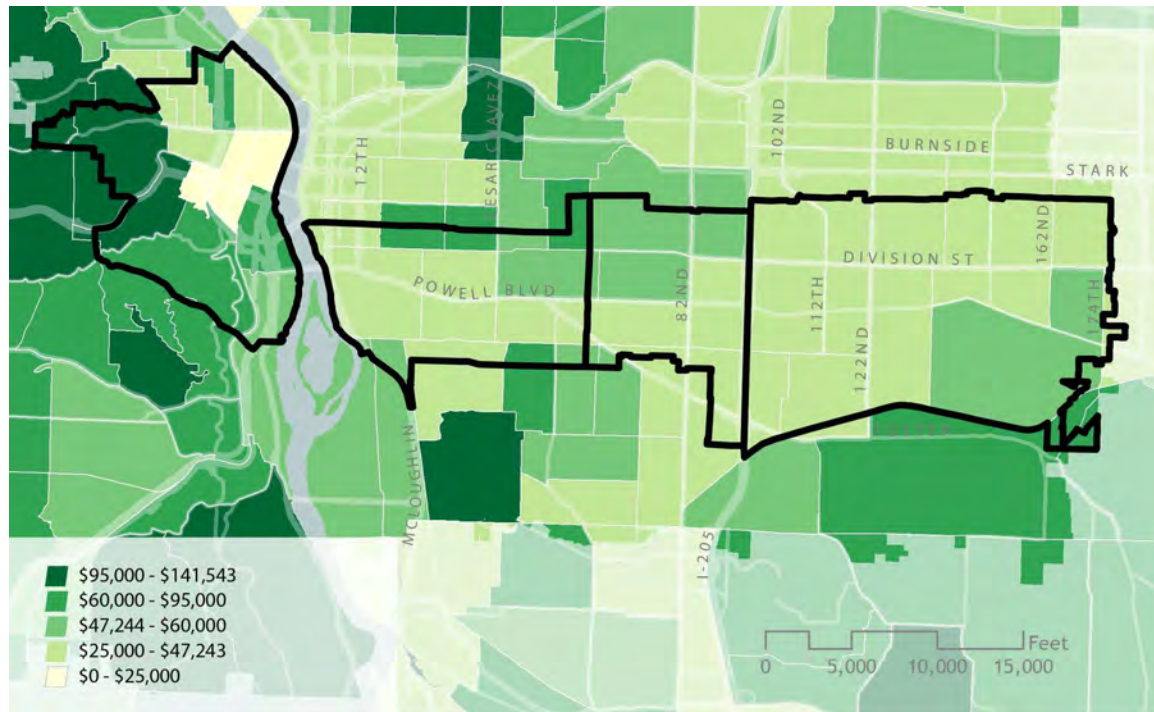 CESAR CHAVEZ
12TH
102ND
BURNSIDE
STARK
162ND
DIVISION ST
POWELL BLVD
82ND
112TH
174TH
122ND
FOSTER
MCLOUGHLIN
I-205
$95,000 - $141,543
$60,000 - $95,000
$47,244 - $60,000
$25,000 - $47,243
$0 - $25,000
Feet
0 5,000 10,000 15,000